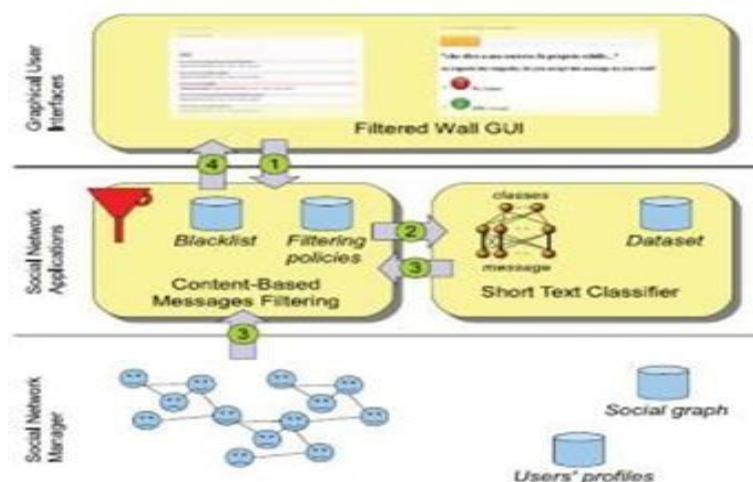 Graphical User
Interfaces
Filtered Wall GUI
4
1
Social Network
Applications
Blacklist
Filtering
policies
Content-Based
Messages Filtering
2
3
classes
message
Dataset
Short Text Classifier
3
Social Network
Manager
Social graph
Users' profiles